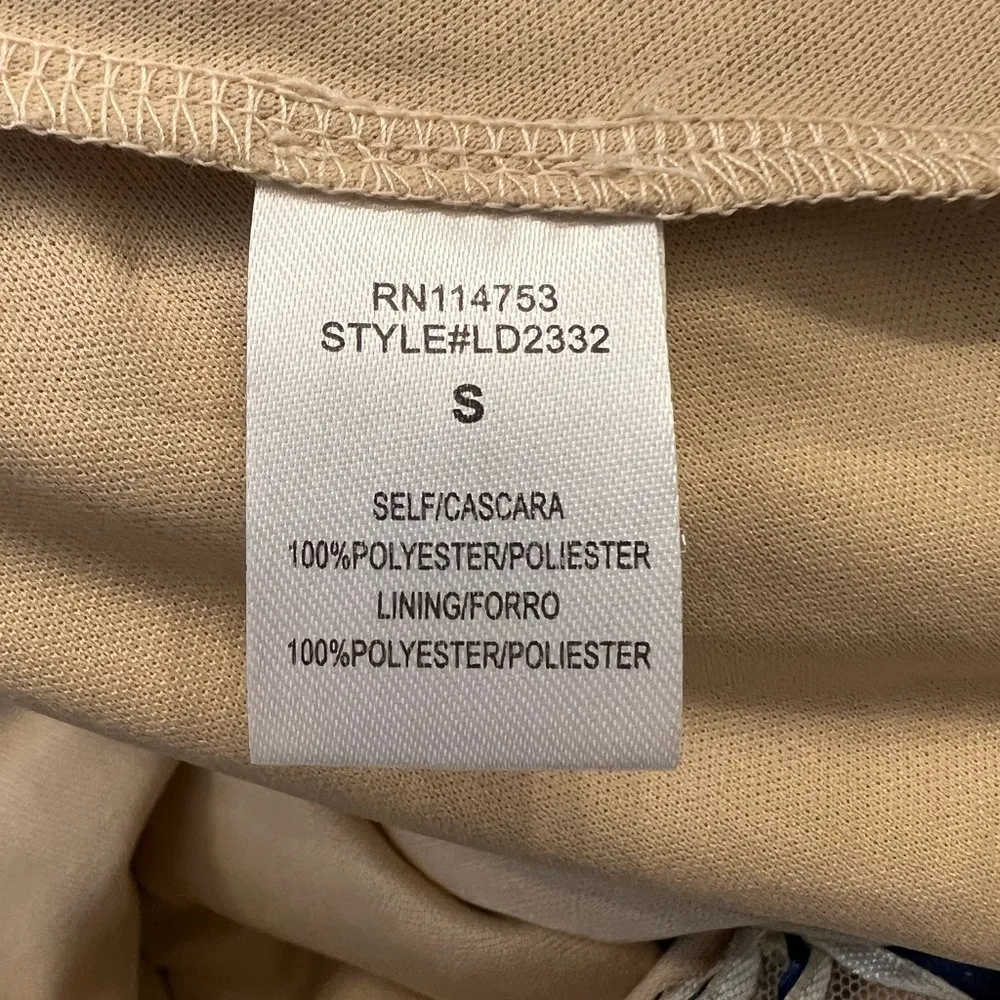 RN114753
STYLE#LD2332
S
SELF/CASCARA
100%POLYESTER/POLIESTER
LINING/FORRO
100%POLYESTER/POLIESTER